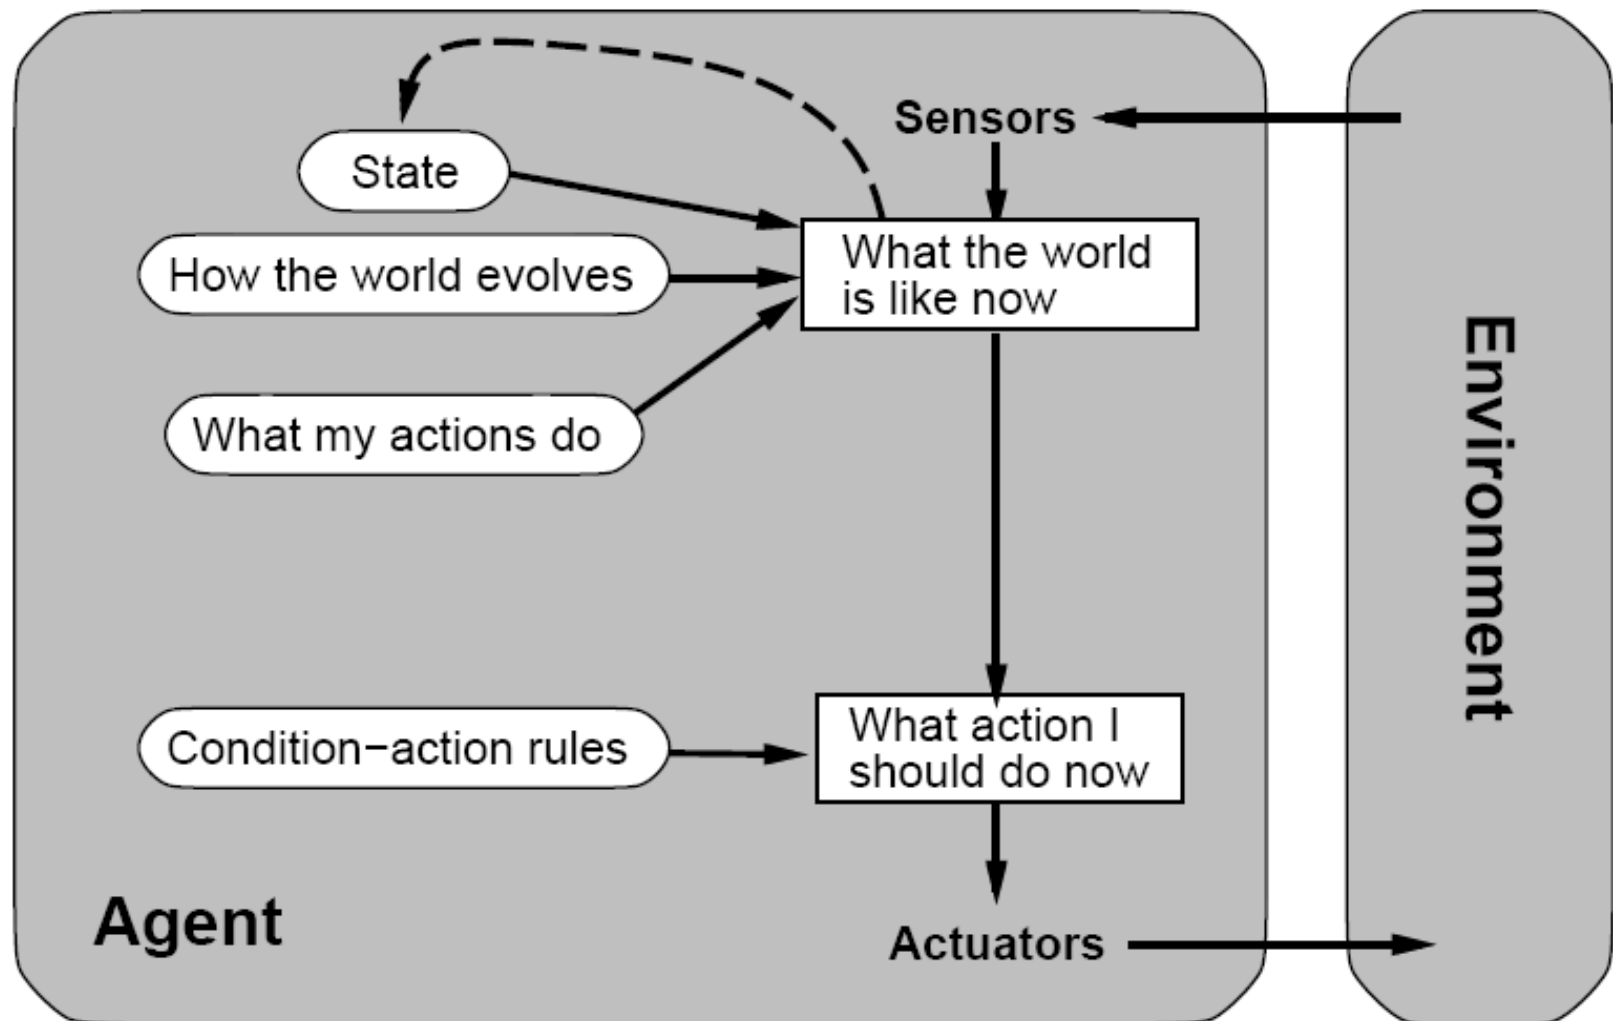 Sensors
State
What the world
is like now
How the world evolves
What my actions do
Environment
Condition−action rules
What action I
should do now
Agent
Actuators